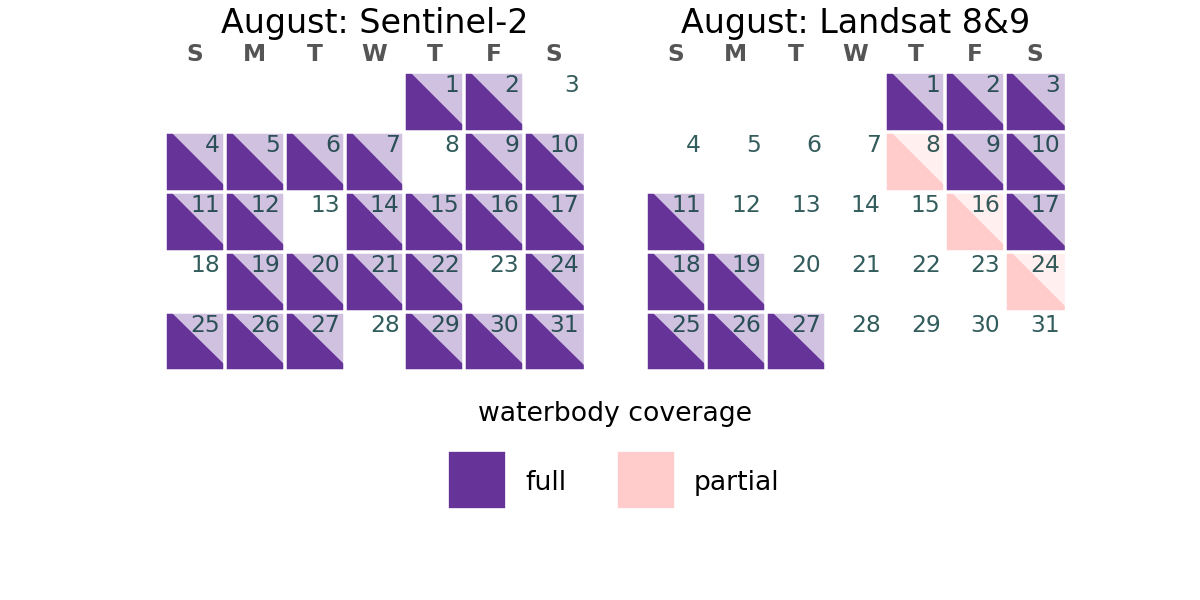 August: Sentinel-2
S M T W T F S
1 2 3
4 5 6 7 8 9 10
11 12 13 14 15 16 17
18 19 20 21 22 23 24
25 26 27 28 29 30 31
August: Landsat 8&9
S M T W T F S
1 2 3
4 5 6 7 8 9 10
11 12 13 14 15 16 17
18 19 20 21 22 23 24
25 26 27 28 29 30 31
waterbody coverage
full
partial